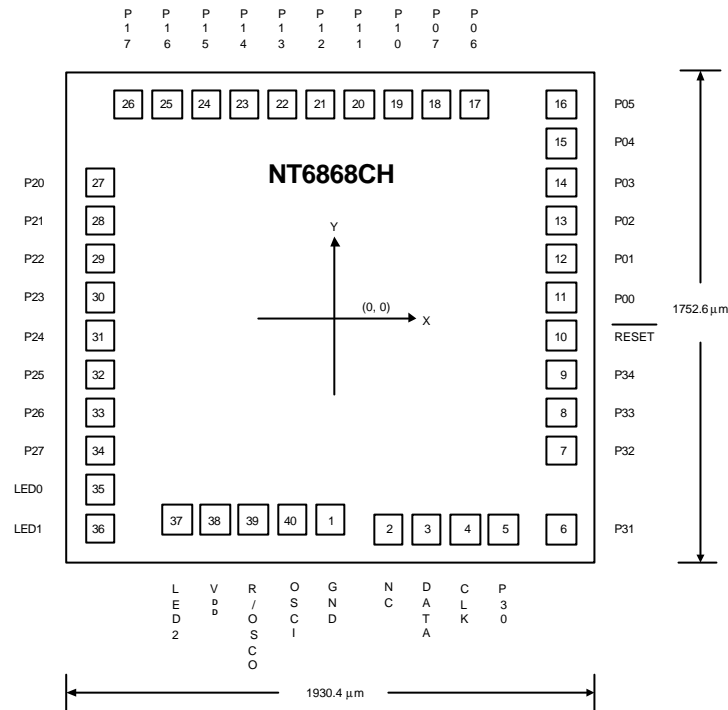 P17 P16 P15 P14 P13 P12 P11 P10 P07 P06
26 25 24 23 22 21 20 19 18 17 16 P05
15 P04
NT6868CH
P20 27 14 P03
P21 28 13 P02
Y
P22 29 12 P01
P23 30 11 P00
(0, 0)
X
1752.6 μm
P24 31 10 RESET
P25 32 9 P34
P26 33 8 P33
P27 34 7 P32
LED0 35
LED1 36 37 38 39 40 1 2 3 4 5 6 P31
LED2 VDD R/OSCO OSCI GND NC DATA CLK P30
1930.4 μm